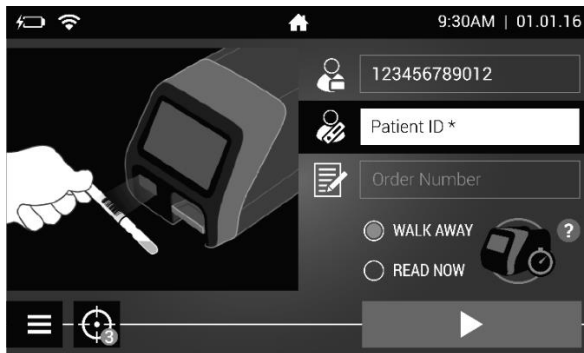 9:30AM | 01.01.16
123456789012
Patient ID *
Order Number
WALK AWAY
?
READ NOW
3